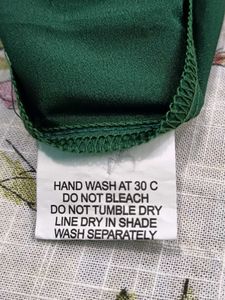 HAND WASH AT 30 C
DO NOT BLEACH
DO NOT TUMBLE DRY
LINE DRY IN SHADE
WASH SEPARATELY